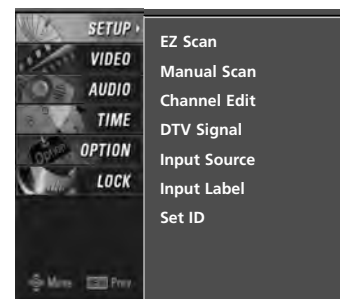 SETUP
VIDEO
AUDIO
TIME
OPTION
LOCK
EZ Scan
Manual Scan
Channel Edit
DTV Signal
Input Source
Input Label
Set ID
Option
Move
Prev